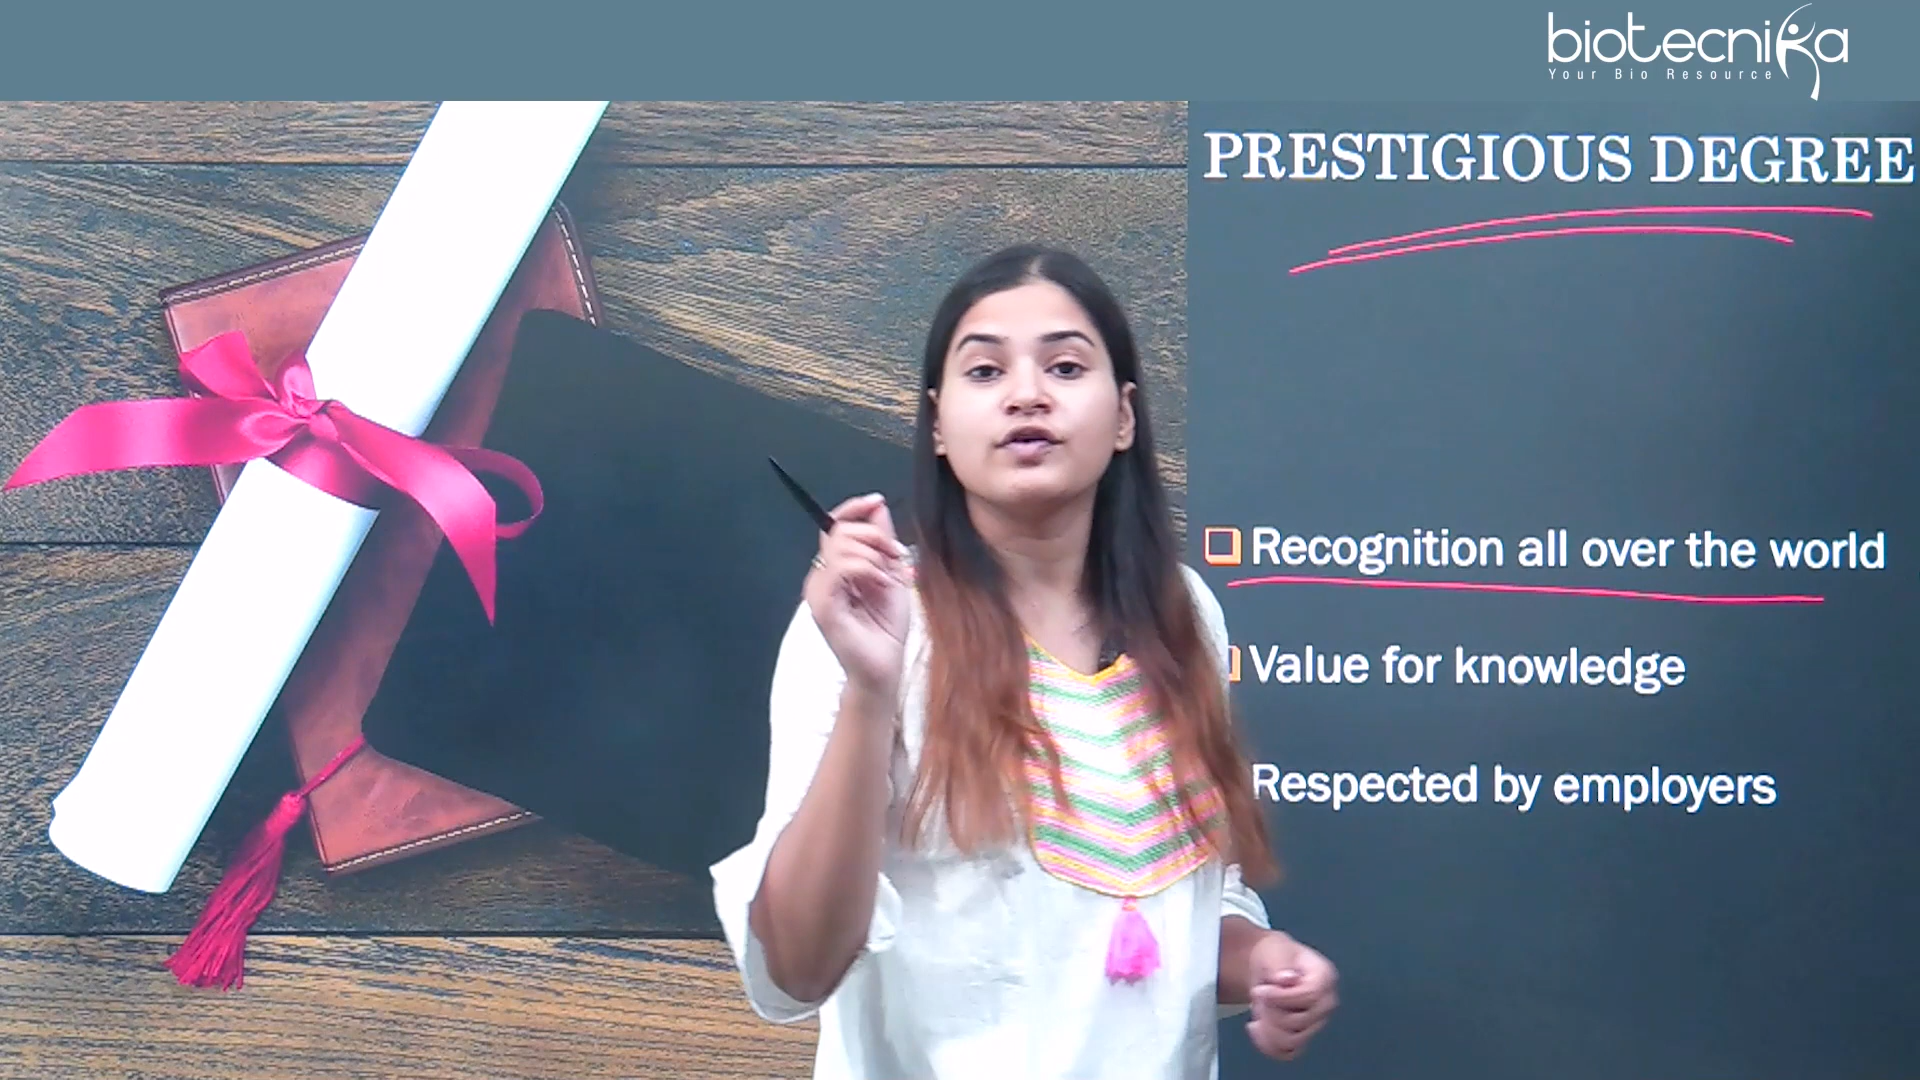 biotecnika
Your Bio Resource
PRESTIGIOUS DEGREE
Recognition all over the world
Value for knowledge
Respected by employers